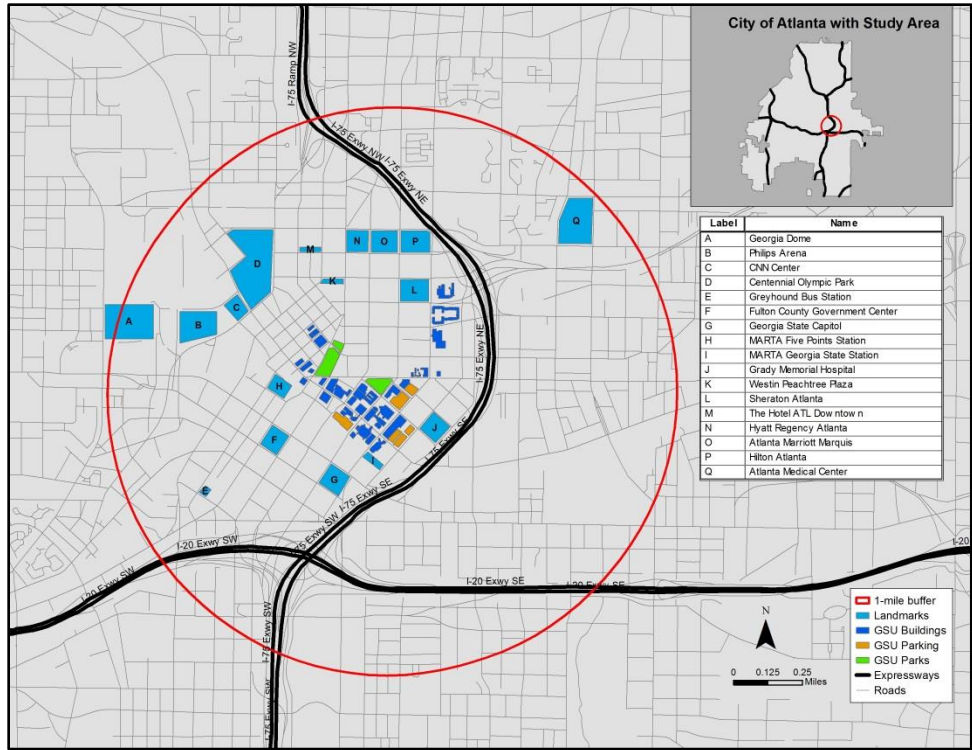 City of Atlanta with Study Area
I-75 Ramp NW
I-75 Exwy NW
I-75 Exwy NE
I-75 Exwy NE
I-75 Exwy SE
I-75 Exwy SE
I-75 Exwy SW
I-20 Exwy SW
I-20 Exwy SW
I-20 Exwy SE
I-20 Exwy SE
I-20
I-75 Exwy SW
I-75 Exwy SW
A
B
C
D
E
F
G
H
I
J
K
L
M
N
O
P
Q
Label Name
A Georgia Dome
B Philips Arena
C CNN Center
D Centennial Olympic Park
E Greyhound Bus Station
F Fulton County Government Center
G Georgia State Capitol
H MARTA Five Points Station
I MARTA Georgia State Station
J Grady Memorial Hospital
K Westin Peachtree Plaza
L Sheraton Atlanta
M The Hotel ATL Downtown
N Hyatt Regency Atlanta
O Atlanta Marriott Marquis
P Hilton Atlanta
Q Atlanta Medical Center
N
0 0.125 0.25
Miles
1-mile buffer
Landmarks
GSU Buildings
GSU Parking
GSU Parks
Expressways
Roads